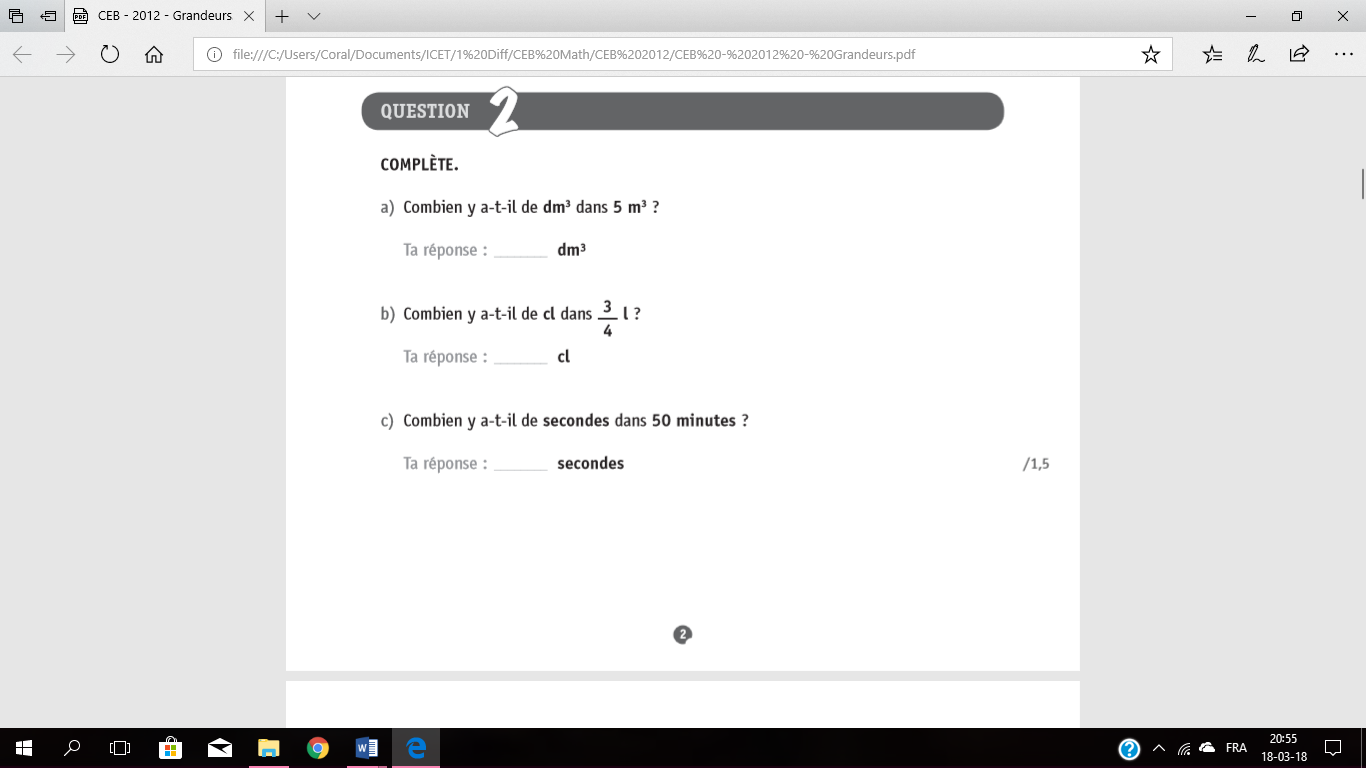 CEB - 2012 - Grandeurs
file:///C:/Users/Coral/Documents/ICET/1%20Diff/CEB%20Math/CEB%202012/CEB%20-%202012%20-%20Grandeurs.pdf
QUESTION 2
COMPLÈTE.
a) Combien y a-t-il de dm³ dans 5 m³ ?
Ta réponse : ______ dm³
b) Combien y a-t-il de cl dans 3/4 l ?
Ta réponse : ______ cl
c) Combien y a-t-il de secondes dans 50 minutes ?
Ta réponse : ______ secondes /1,5
2
FRA 20:55
18-03-18